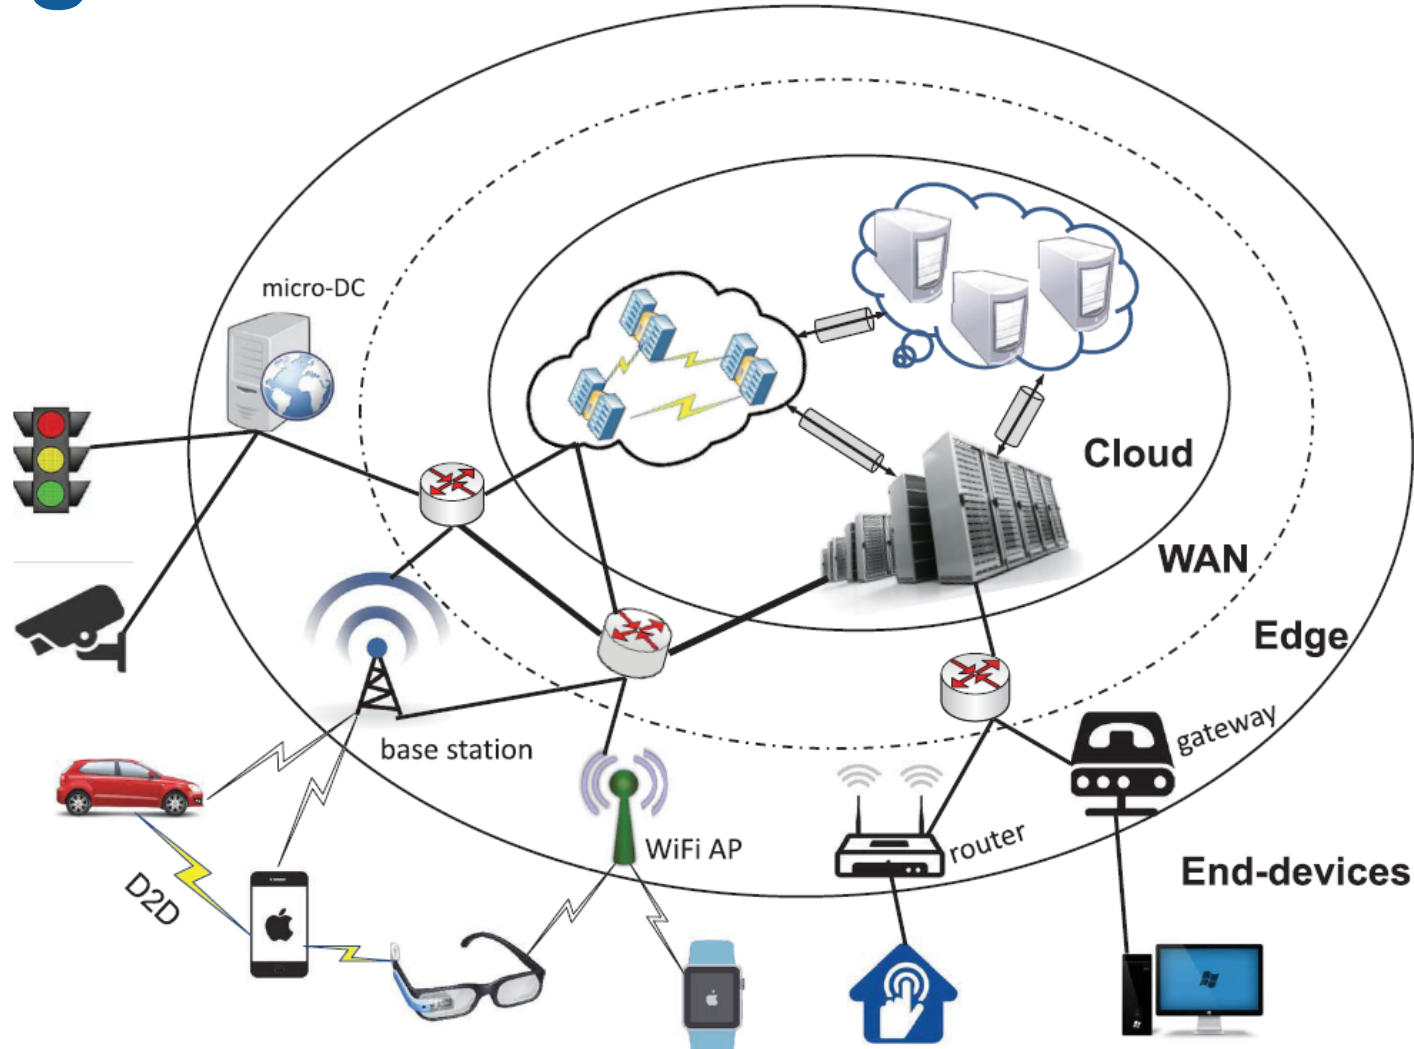 micro-DC
Cloud
WAN
Edge
gateway
base station
WiFi AP
router
End-devices
D2D